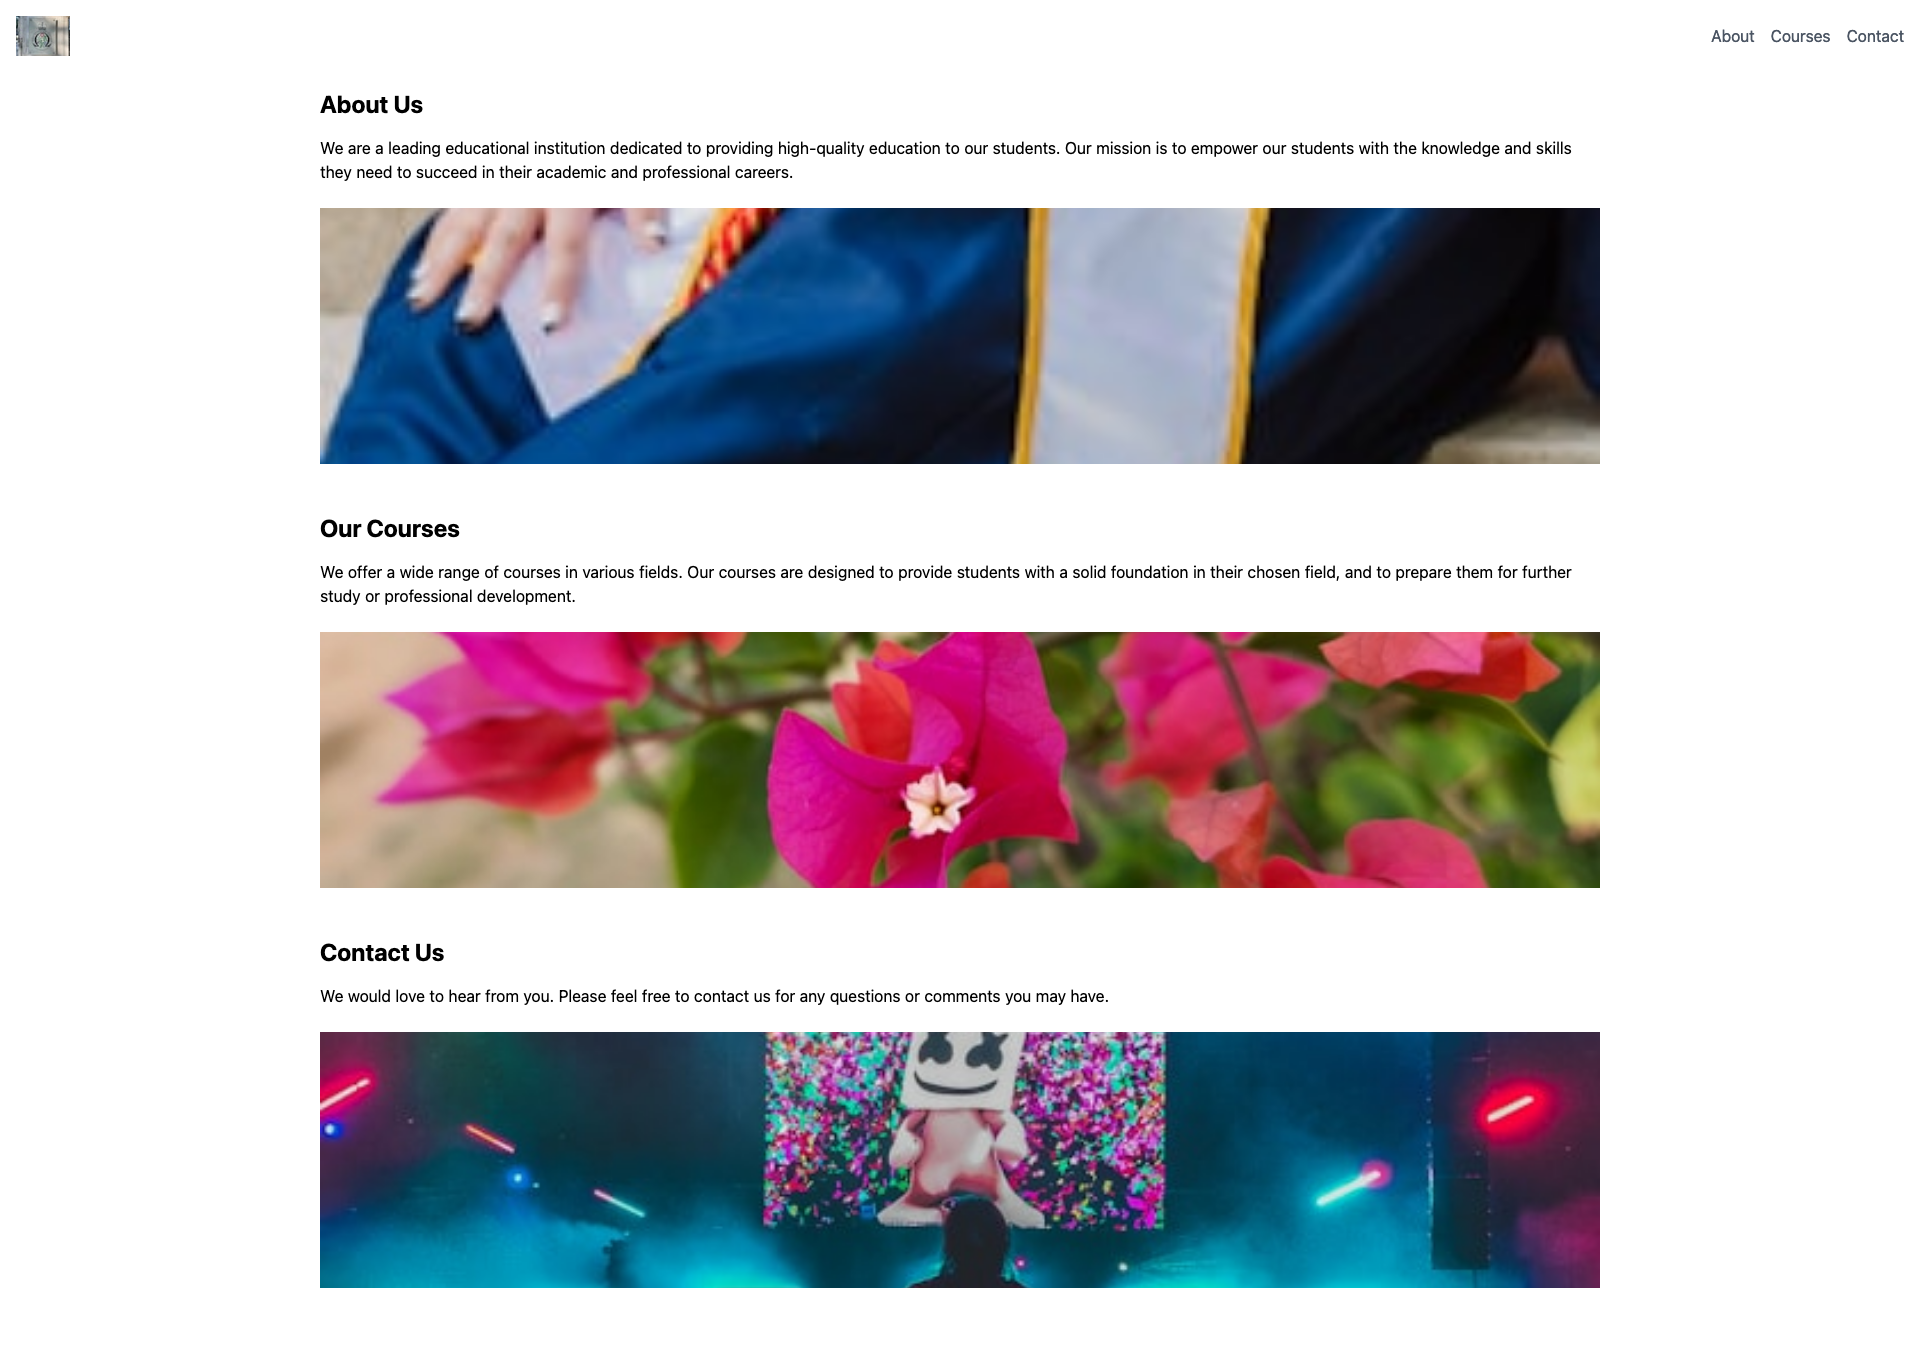 About Courses Contact
About Us
We are a leading educational institution dedicated to providing high-quality education to our students. Our mission is to empower our students with the knowledge and skills
they need to succeed in their academic and professional careers.
Our Courses
We offer a wide range of courses in various fields. Our courses are designed to provide students with a solid foundation in their chosen field, and to prepare them for further
study or professional development.
Contact Us
We would love to hear from you. Please feel free to contact us for any questions or comments you may have.